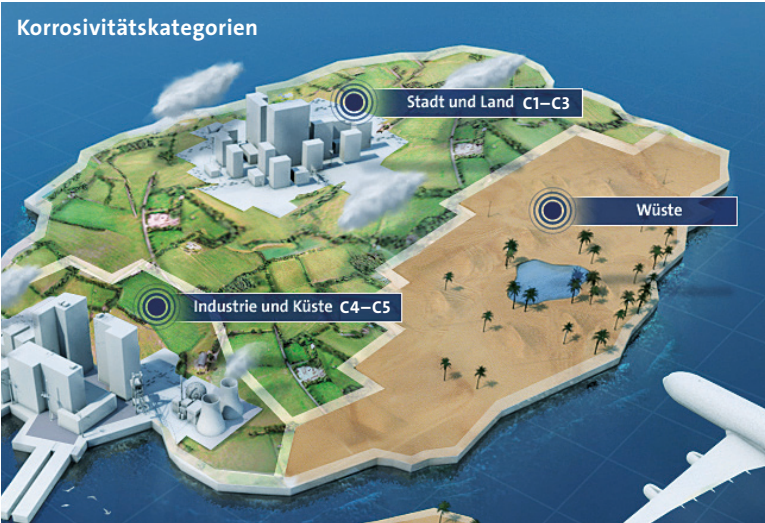 Korrosivitätskategorien
Stadt und Land C1–C3
Wüste
Industrie und Küste C4–C5